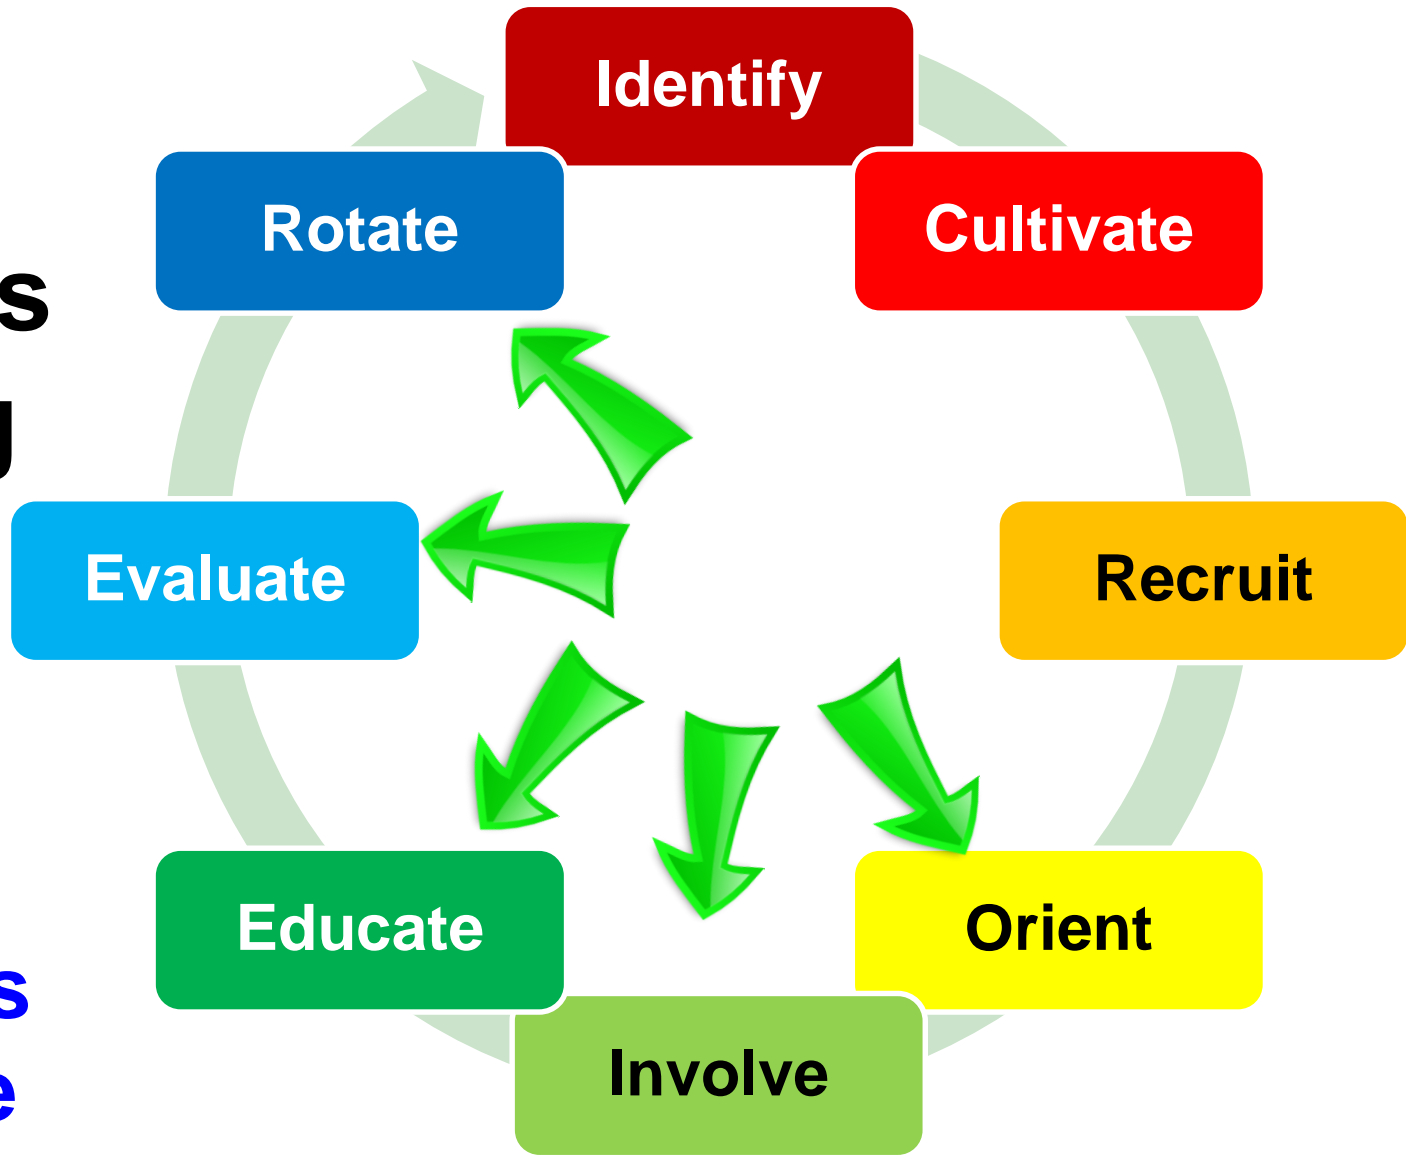 Identify
Cultivate
Recruit
Orient
Involve
Educate
Evaluate
Rotate
s
g
s
e